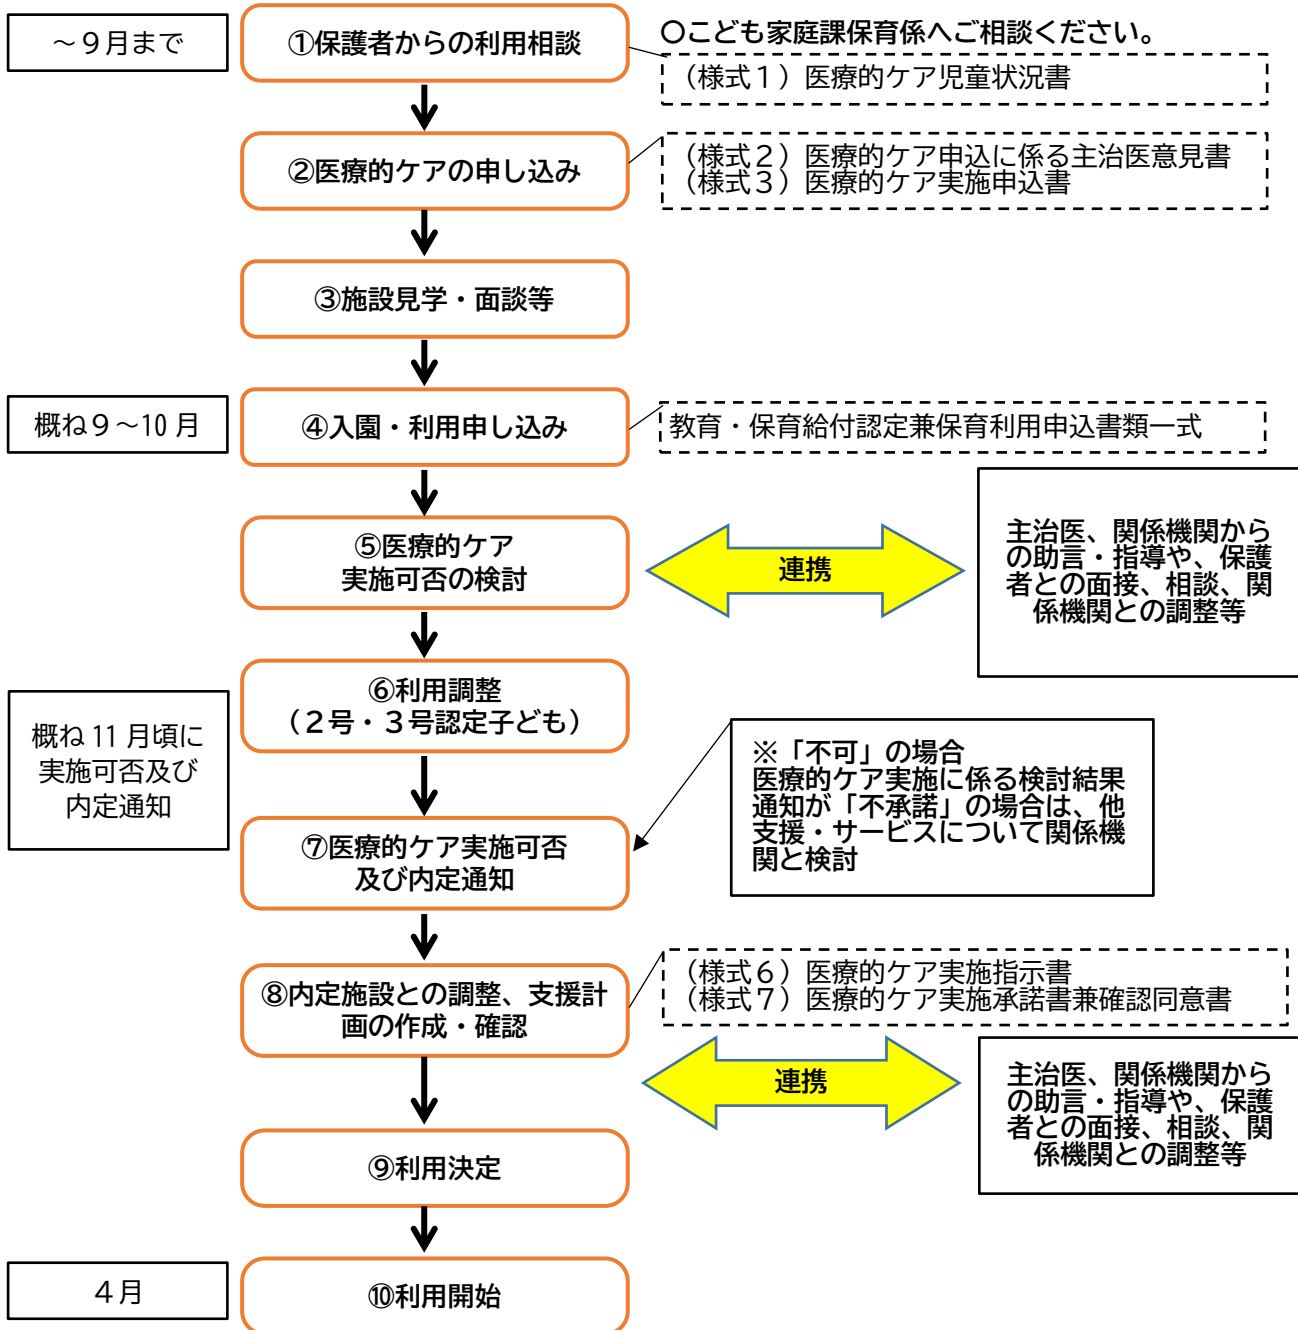 ～９月まで
①保護者からの利用相談
〇こども家庭課保育係へご相談ください。
（様式１）医療的ケア児童状況書
②医療的ケアの申し込み
（様式２）医療的ケア申込に係る主治医意見書
（様式３）医療的ケア実施申込書
③施設見学・面談等
概ね９～10 月
④入園・利用申し込み
教育・保育給付認定兼保育利用申込書類一式
⑤医療的ケア
実施可否の検討
連携
主治医、関係機関から
の助言・指導や、保護
者との面接、相談、関
係機関との調整等
⑥利用調整
（２号・３号認定子ども）
概ね 11 月頃に
実施可否及び
内定通知
※「不可」の場合
医療的ケア実施に係る検討結果
通知が「不承諾」の場合は、他
支援・サービスについて関係機
関と検討
⑦医療的ケア実施可否
及び内定通知
⑧内定施設との調整、支援計
画の作成・確認
（様式６）医療的ケア実施指示書
（様式７）医療的ケア実施承諾書兼確認同意書
連携
主治医、関係機関から
の助言・指導や、保護
者との面接、相談、関
係機関との調整等
⑨利用決定
４月
⑩利用開始